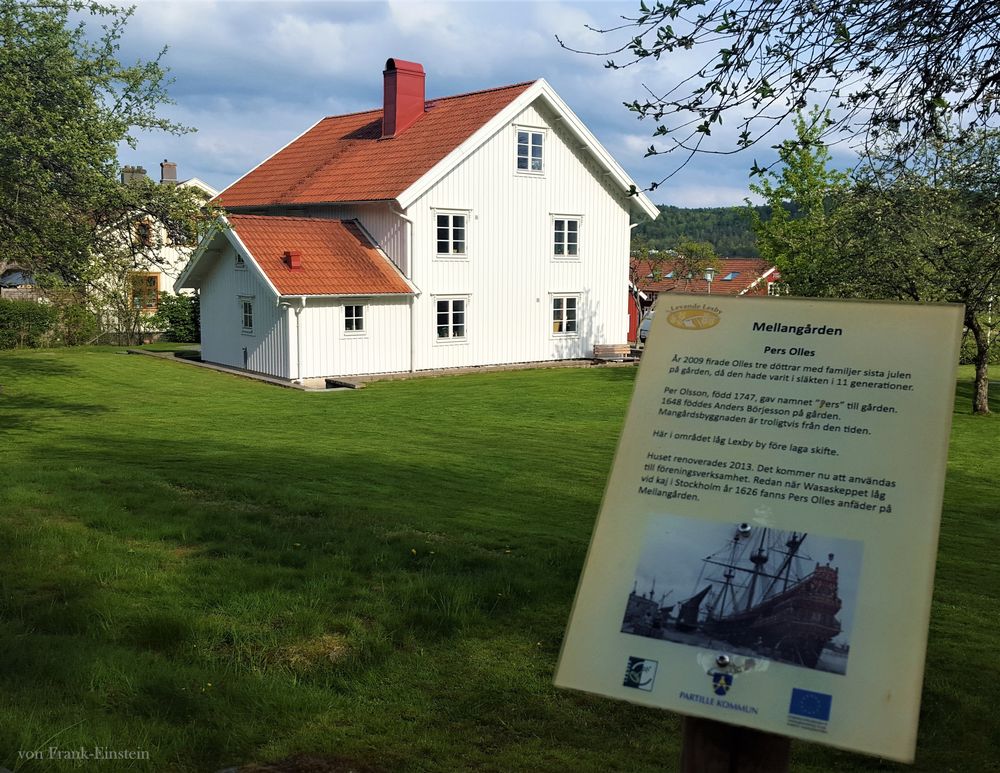 Levande Lexby
Mellangården
Pers Olles
År 2009 firade Olles tre döttrar med familjer sista julen
på gården, då den hade varit i släkten i 11 generationer.
Per Olsson, född 1747, gav namnet "Pers" till gården.
1648 föddes Anders Börjesson på gården.
Mangårdsbyggnaden är troligtvis från den tiden.
Här i området låg Lexby by före laga skifte.
Huset renoverades 2013. Det kommer nu att användas
till föreningsverksamhet. Redan när Wasaskeppet låg
vid kaj i Stockholm år 1626 fanns Pers Olles anfäder på
Mellangården.
PARTILLE KOMMUN
von Frank-Einstein